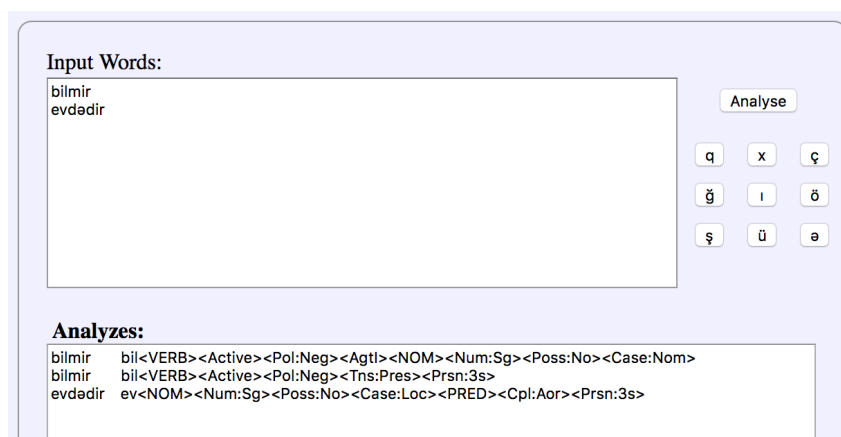 Input Words:
bilmir
evdədir
Analyse
q x ç
ğ ı ö
ş ü ə
Analyzes:
bilmir bil<VERB><Active><Pol:Neg><AgtI><NOM><Num:Sg><Poss:No><Case:Nom>
bilmir bil<VERB><Active><Pol:Neg><Tns:Pres><Prsn:3s>
evdədir ev<NOM><Num:Sg><Poss:No><Case:Loc><PRED><Cpl:Aor><Prsn:3s>